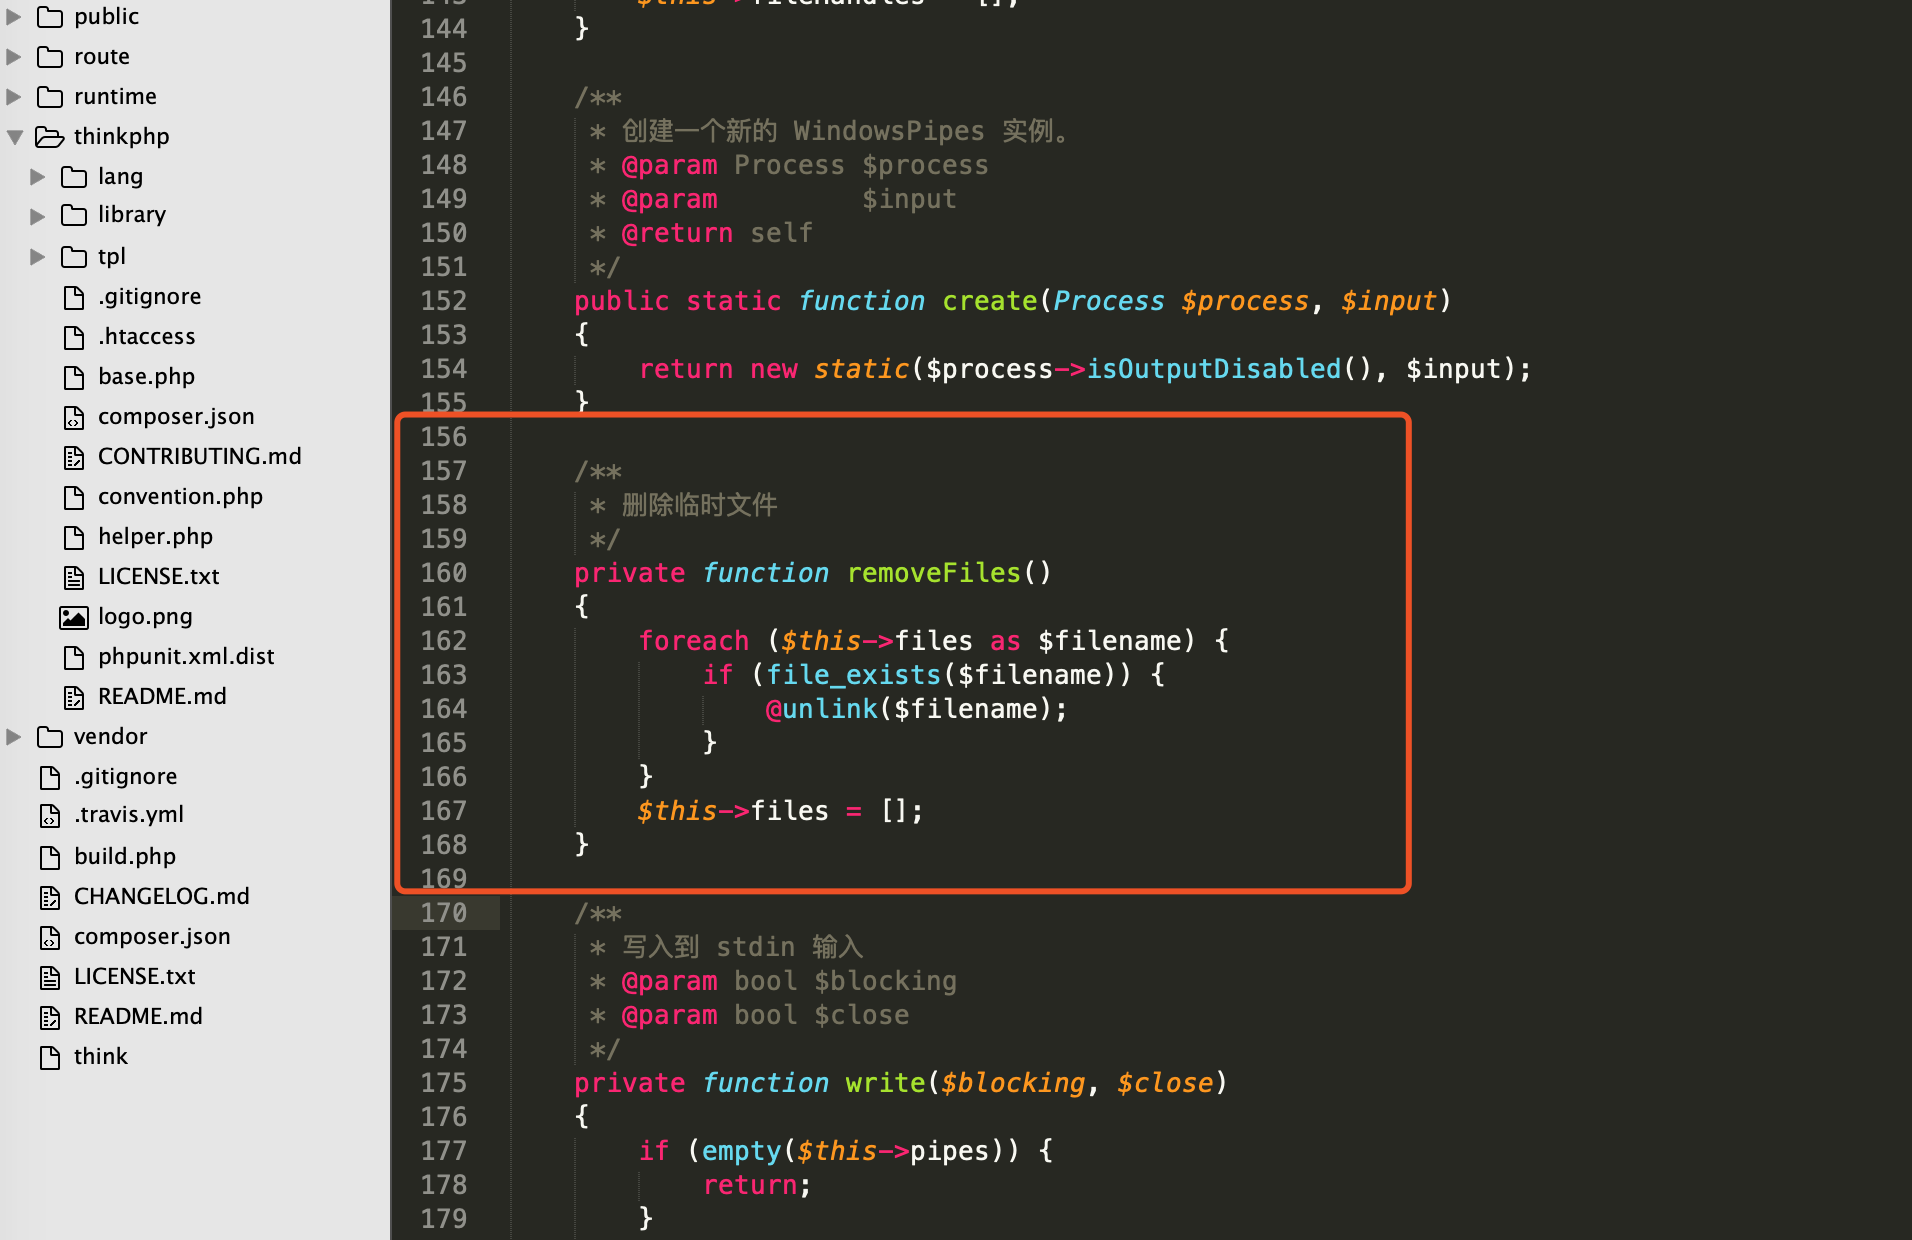 public
route
runtime
thinkphp
lang
library
tpl
.gitignore
.htaccess
base.php
composer.json
CONTRIBUTING.md
convention.php
helper.php
LICENSE.txt
logo.png
phpunit.xml.dist
README.md
vendor
.gitignore
.travis.yml
build.php
CHANGELOG.md
composer.json
LICENSE.txt
README.md
think
143 $this->fileHandles = [];
144 }
145
146 /**
147 * 创建一个新的 WindowsPipes 实例。
148 * @param Process $process
149 * @param         $input
150 * @return self
151 */
152 public static function create(Process $process, $input)
153 {
154 return new static($process->isOutputDisabled(), $input);
155 }
156
157 /**
158 * 删除临时文件
159 */
160 private function removeFiles()
161 {
162 foreach ($this->files as $filename) {
163 if (file_exists($filename)) {
164 @unlink($filename);
165 }
166 }
167 $this->files = [];
168 }
169
170 /**
171 * 写入到 stdin 输入
172 * @param bool $blocking
173 * @param bool $close
174 */
175 private function write($blocking, $close)
176 {
177 if (empty($this->pipes)) {
178 return;
179 }